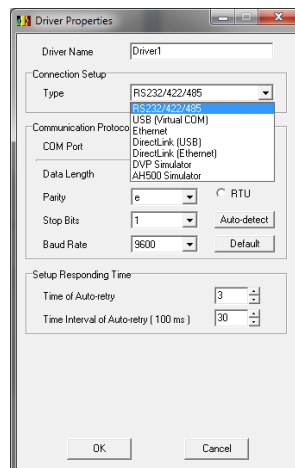 Driver Properties
Driver Name Driver1
Connection Setup
Type RS232/422/485
RS232/422/485
USB (Virtual COM)
Ethernet
DirectLink (USB)
DirectLink (Ethernet)
DVP Simulator
AH500 Simulator
Communication Protoco
COM Port
Data Length
Parity e RTU
Stop Bits 1 Auto-detect
Baud Rate 9600 Default
Setup Responding Time
Time of Auto-retry 3
Time Interval of Auto-retry ( 100 ms ) 30
OK Cancel